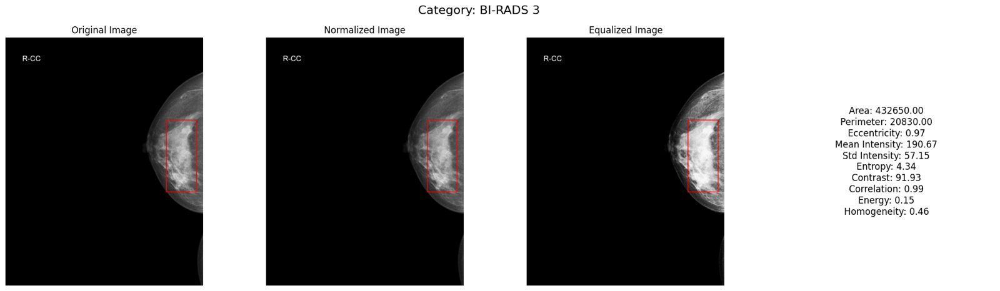 Category: BI-RADS 3
Original Image
Normalized Image
Equalized Image
R-CC
R-CC
R-CC
Area: 432650.00
Perimeter: 20830.00
Eccentricity: 0.97
Mean Intensity: 190.67
Std Intensity: 57.15
Entropy: 4.34
Contrast: 91.93
Correlation: 0.99
Energy: 0.15
Homogeneity: 0.46